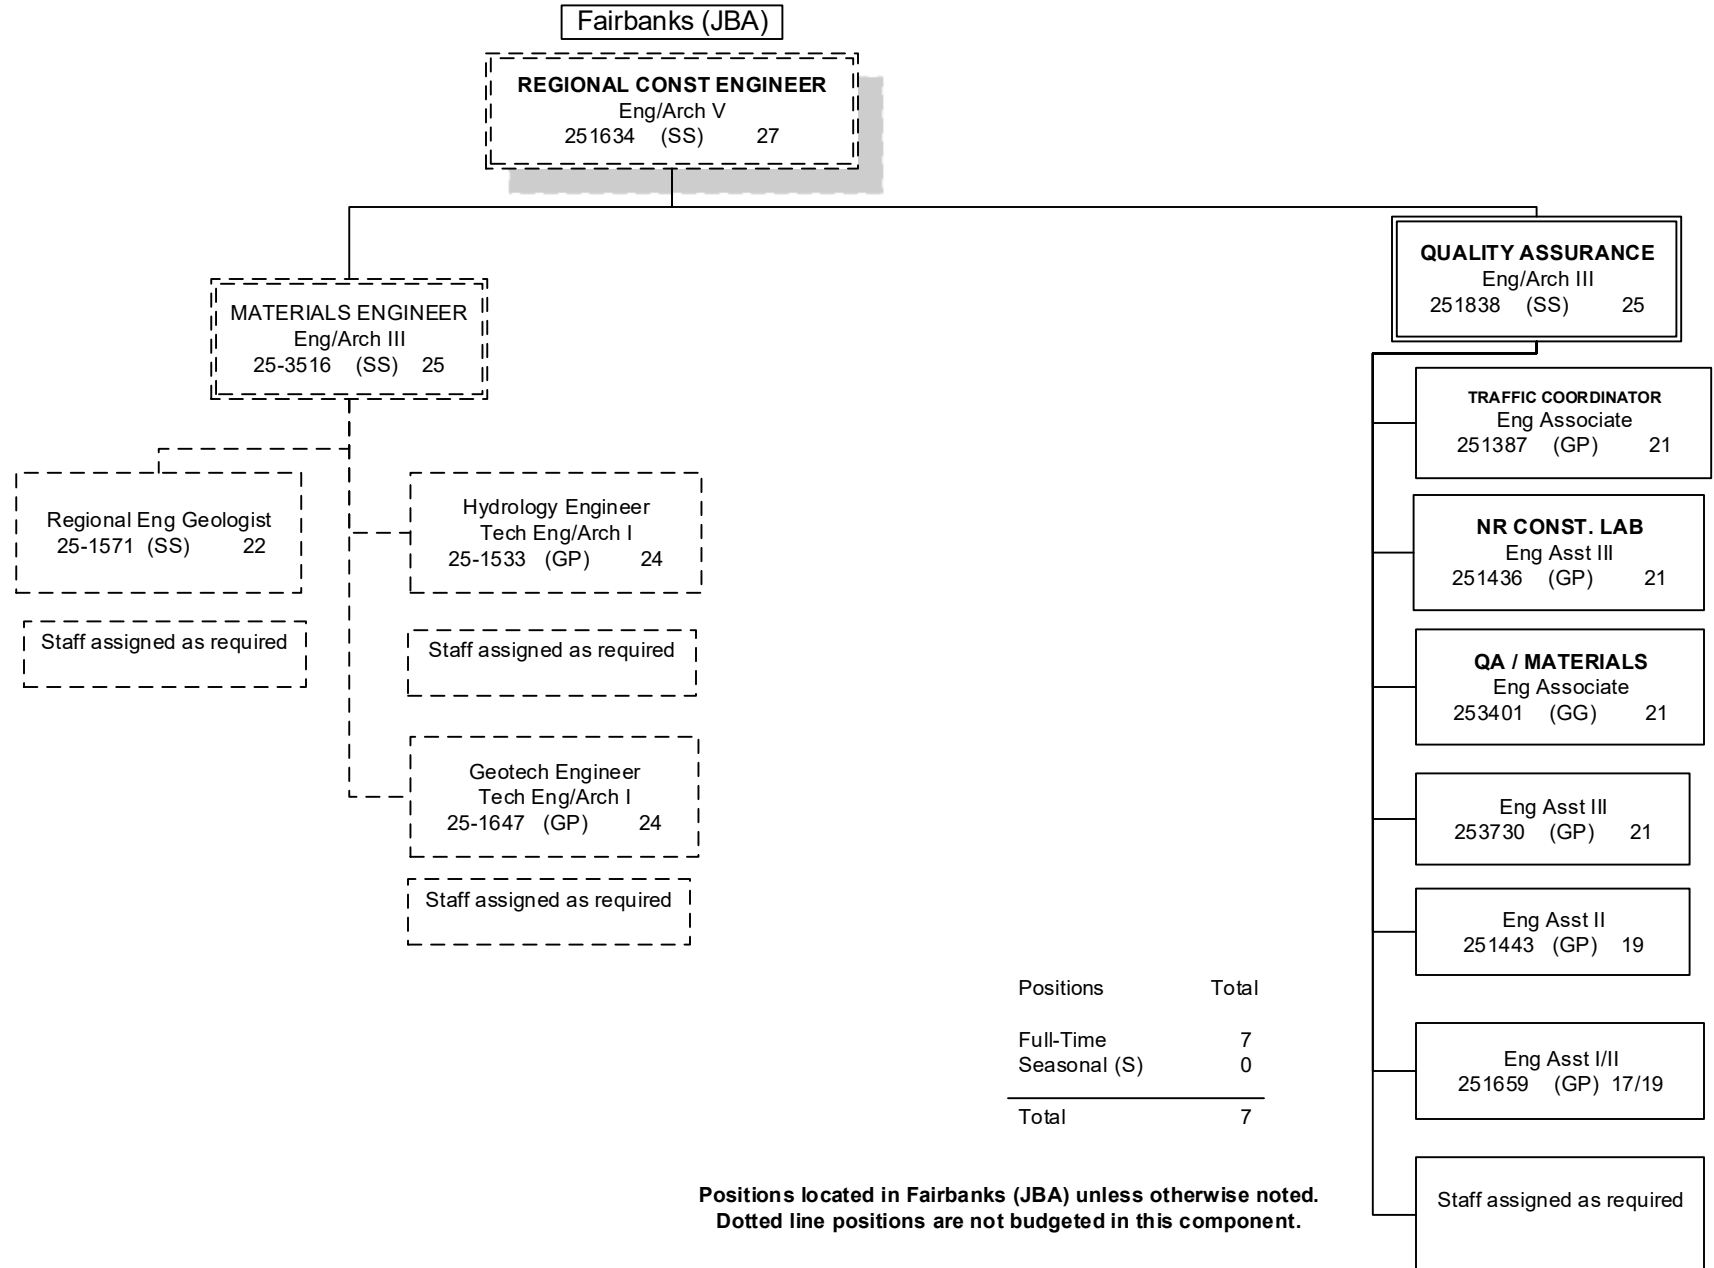 Fairbanks (JBA)
REGIONAL CONST ENGINEER
Eng/Arch V
251634 (SS) 27
MATERIALS ENGINEER
Eng/Arch III
25-3516 (SS) 25
Regional Eng Geologist
25-1571 (SS) 22
Staff assigned as required
Hydrology Engineer
Tech Eng/Arch I
25-1533 (GP) 24
Staff assigned as required
Geotech Engineer
Tech Eng/Arch I
25-1647 (GP) 24
Staff assigned as required
QUALITY ASSURANCE
Eng/Arch III
251838 (SS) 25
TRAFFIC COORDINATOR
Eng Associate
251387 (GP) 21
NR CONST. LAB
Eng Asst III
251436 (GP) 21
QA / MATERIALS
Eng Associate
253401 (GG) 21
Eng Asst III
253730 (GP) 21
Eng Asst II
251443 (GP) 19
Eng Asst I/II
251659 (GP) 17/19
Staff assigned as required
Positions Total
Full-Time 7
Seasonal (S) 0
Total 7
Positions located in Fairbanks (JBA) unless otherwise noted.
Dotted line positions are not budgeted in this component.